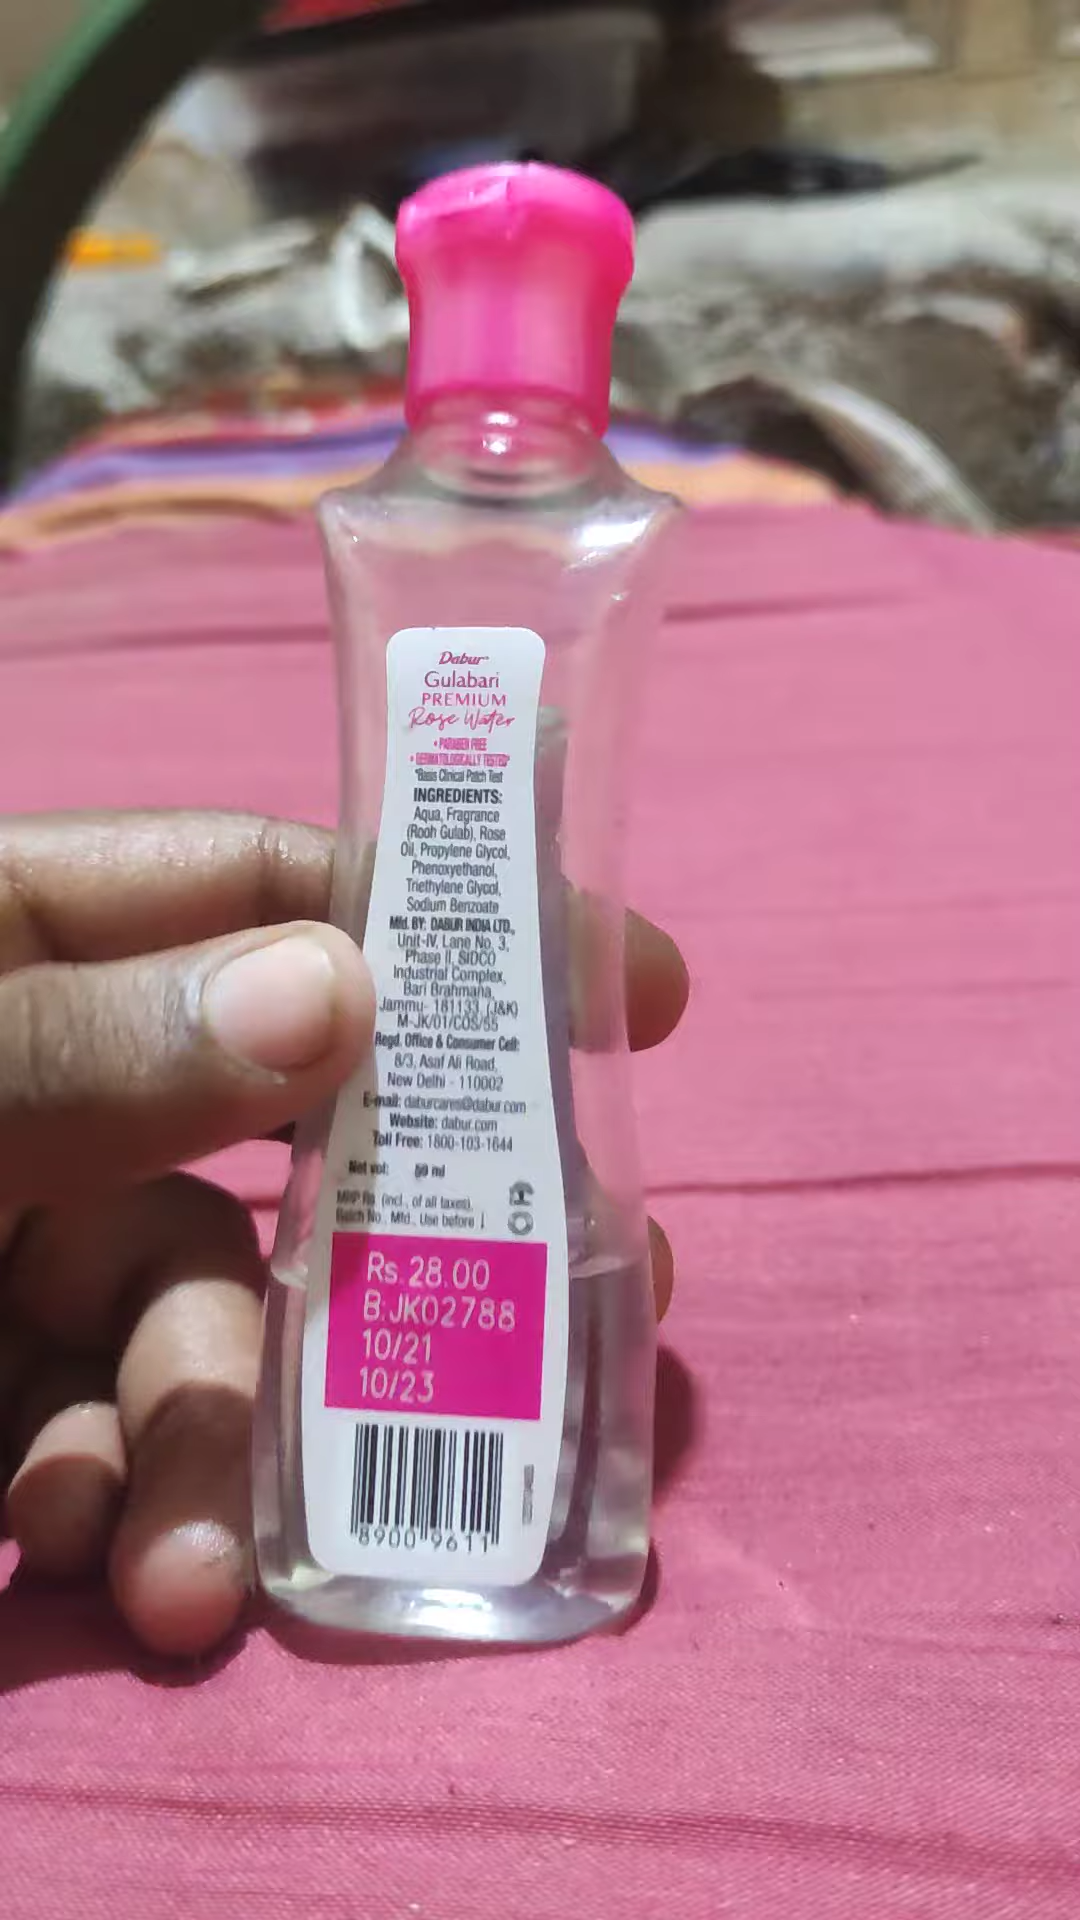 Dabur
Gulabari
PREMIUM
Rose Water
• PARABEN FREE
• DERMATOLOGICALLY TESTED*
*Basis Clinical Patch Test
INGREDIENTS:
Aqua, Fragrance
(Rooh Gulab), Rose
Oil, Propylene Glycol,
Phenoxyethanol,
Triethylene Glycol,
Sodium Benzoate
Mfd. BY: DABUR INDIA LTD.,
Unit-IV, Lane No. 3,
Phase II, SIDCO
Industrial Complex,
Bari Brahmana,
Jammu- 181133, (J&K)
M-JK/01/COS/55
Regd. Office & Consumer Cell:
8/3, Asaf Ali Road,
New Delhi - 110002
E-mail: daburcares@dabur.com
Website: dabur.com
Toll Free: 1800-103-1644
Net vol: 59 ml
MRP Rs. (incl., of all taxes),
Batch No., Mfd., Use before ↓
Rs.28.00
B:JK02788
10/21
10/23
8900 9611